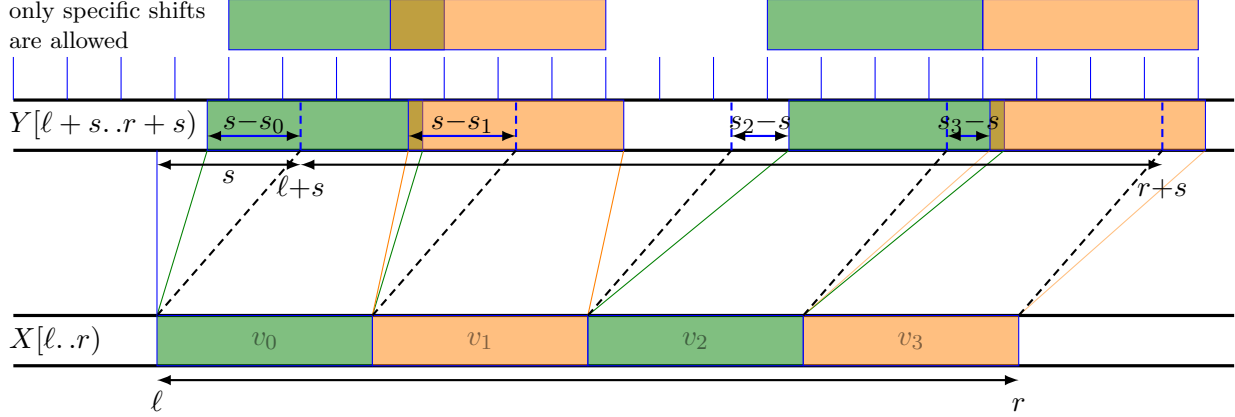 only specific shifts
are allowed
Y[ℓ + s. .r + s)
s−s₀
s−s₁
s₂−s
s₃−s
s
ℓ+s
r+s
X[ℓ. .r)
v₀
v₁
v₂
v₃
ℓ
r